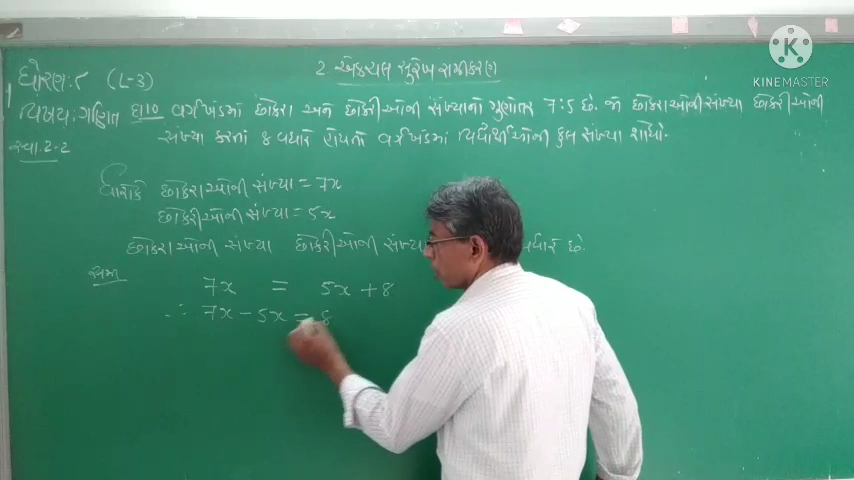 KINEMASTER
ધોરણ: ૮ (L-3)
2 એકચલ સુરેખ સમીકરણ
વિષય: ગણિત દા.10 વર્ગખંડમાં છોકરા અને છોકરીઓની સંખ્યાનો ગુણોત્તર 7:5 છે. જો છોકરાઓની સંખ્યા છોકરીઓની
સ્વા. 2-2 સંખ્યા કરતાં 8 વધારે હોય તો વર્ગખંડમાં વિદ્યાર્થીઓની કુલ સંખ્યા શોધો.
ધારોકે છોકરાઓની સંખ્યા = 7x
છોકરીઓની સંખ્યા = 5x
છોકરાઓની સંખ્યા છોકરીઓની સંખ્યા વધારે છે.
7x = 5x + 8
∴ 7x - 5x = 8